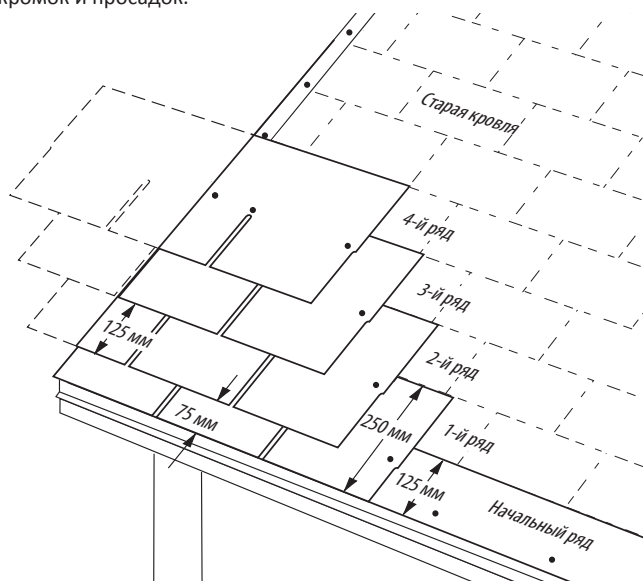 кромок и просадок.
Старая кровля
4-й ряд
3-й ряд
2-й ряд
1-й ряд
125 мм
75 мм
250 мм
125 мм
Начальный ряд